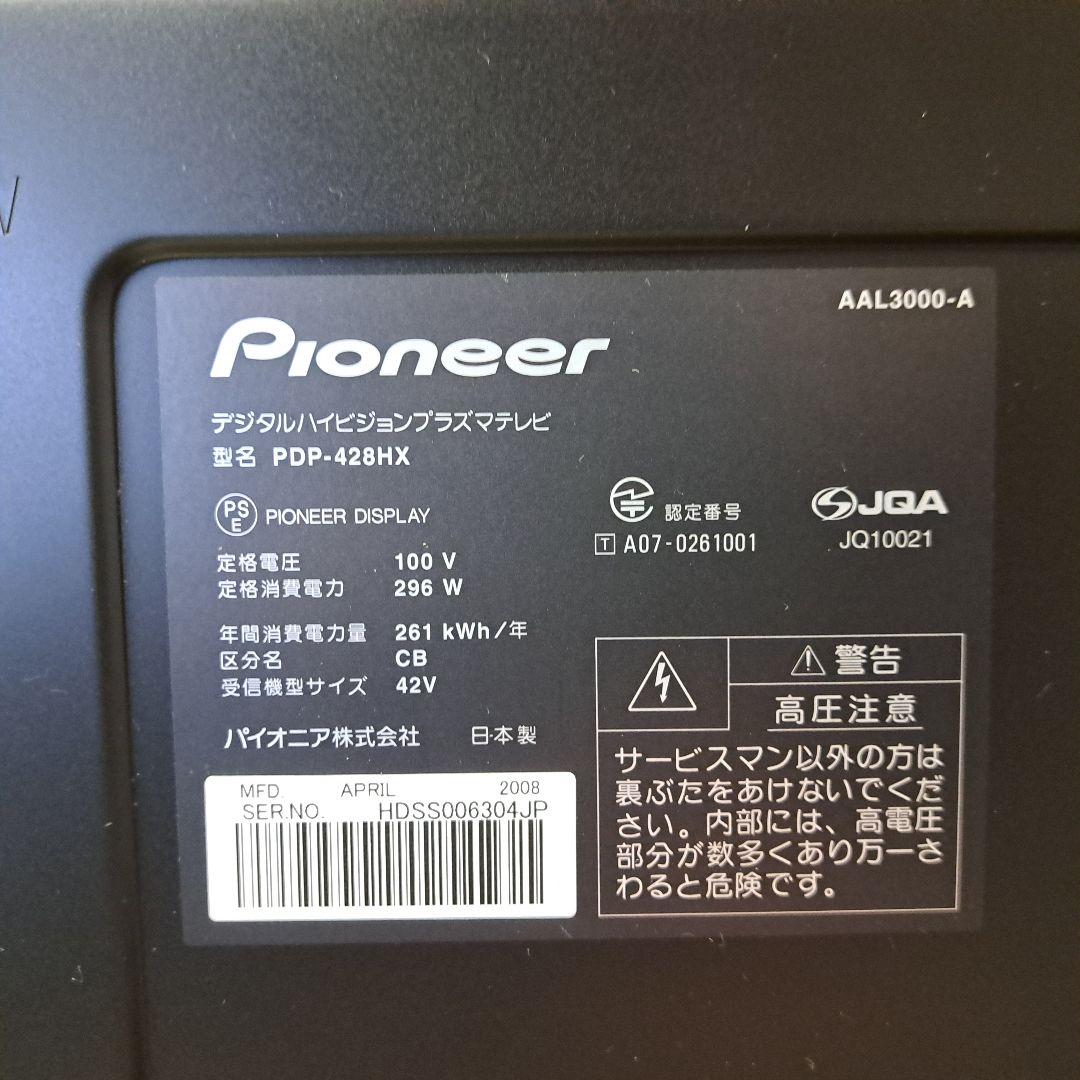 AAL3000-A
Pioneer
デジタルハイビジョンプラズマテレビ
型名 PDP-428HX
PSE PIONEER DISPLAY
定格電圧 100 V
定格消費電力 296 W
年間消費電力量 261 kWh/年
区分名 CB
受信機型サイズ 42V
パイオニア株式会社 日本製
認定番号
T A07-0261001
JQA
JQ10021
MFD. APRIL 2008
SER.NO. HDSS006304JP
警告
高圧注意
サービスマン以外の方は
裏ぶたをあけないでくだ
さい。内部には、高電圧
部分が数多くあり万一さ
わると危険です。